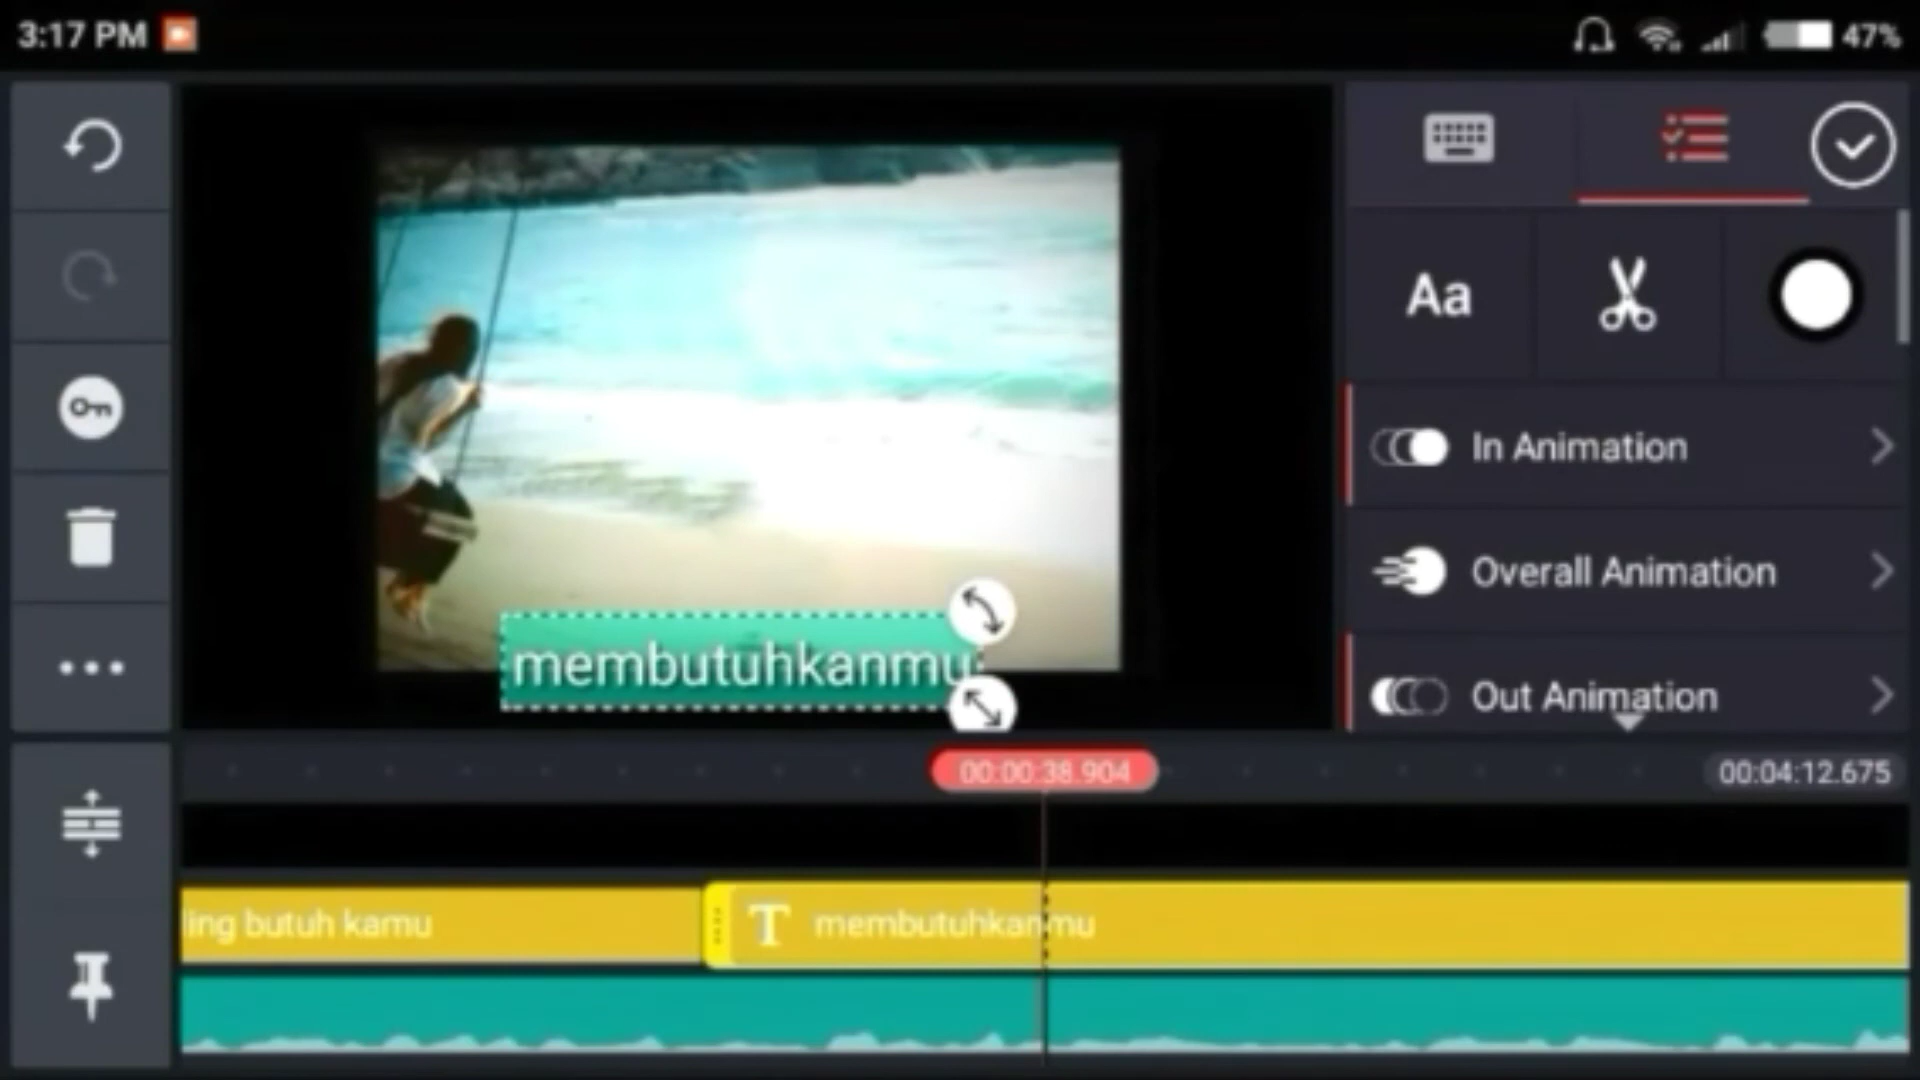 3:17 PM
47%
Aa
In Animation
Overall Animation
Out Animation
membutuhkanmu
00:00:38.904
00:04:12.675
ling butuh kamu
T membutuhkanmu